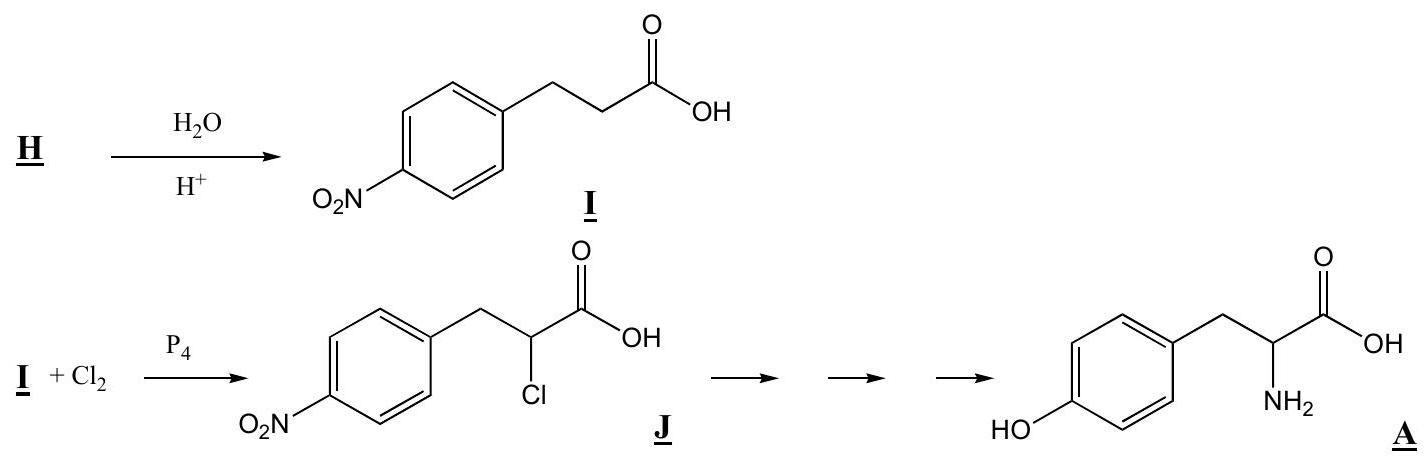 H
H₂O
H⁺
O
OH
O₂N
I
I + Cl₂
P₄
O
OH
Cl
O₂N
J
O
OH
NH₂
HO
A